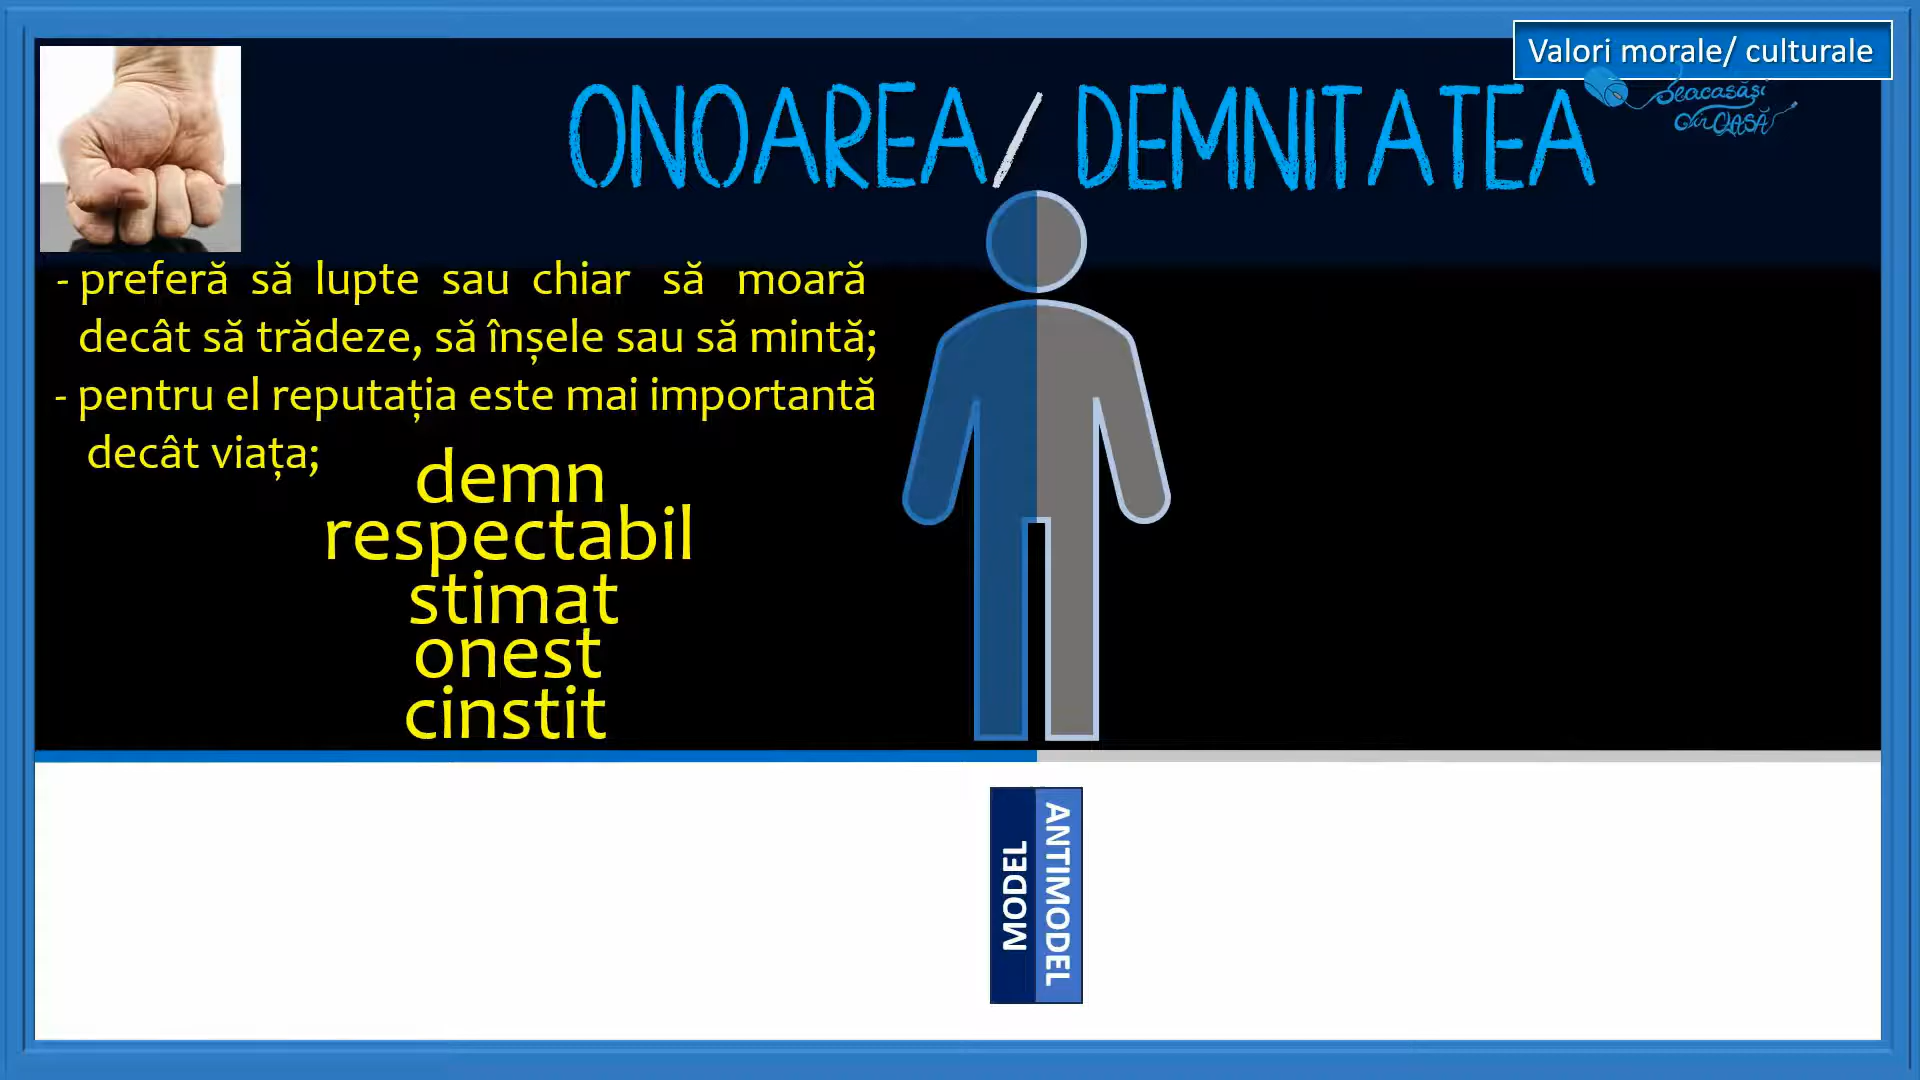 Valori morale/ culturale
ONOAREA/ DEMNITATEA
- preferă să lupte sau chiar să moară
decât să trădeze, să înșele sau să mintă;
- pentru el reputația este mai importantă
decât viața;
demn
respectabil
stimat
onest
cinstit
MODEL
ANTIMODEL